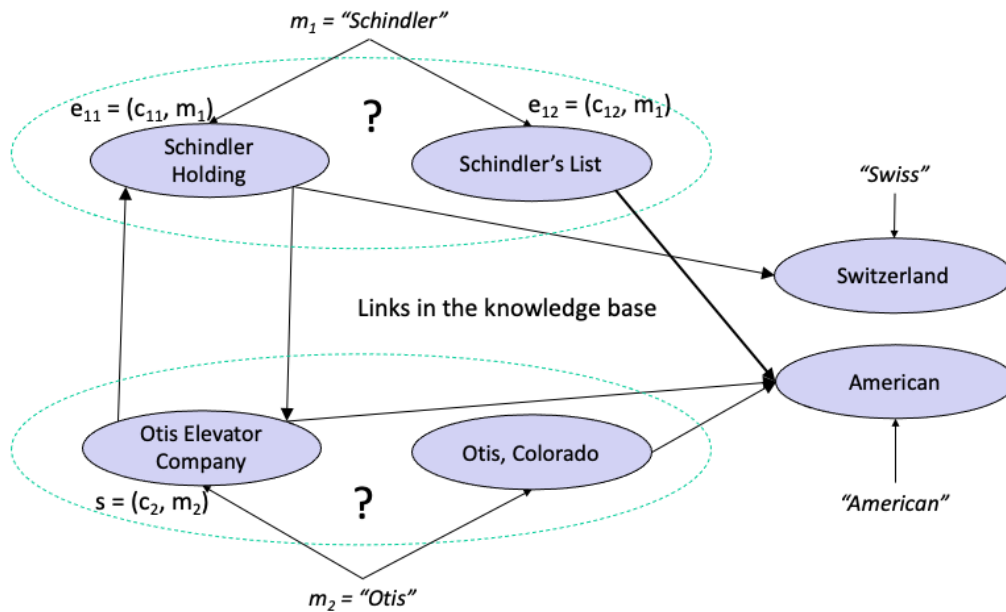 m₁ = “Schindler”
e₁₁ = (c₁₁, m₁)
?
e₁₂ = (c₁₂, m₁)
Schindler
Holding
Schindler’s List
“Swiss”
Switzerland
Links in the knowledge base
American
Otis Elevator
Company
Otis, Colorado
s = (c₂, m₂)
?
“American”
m₂ = “Otis”